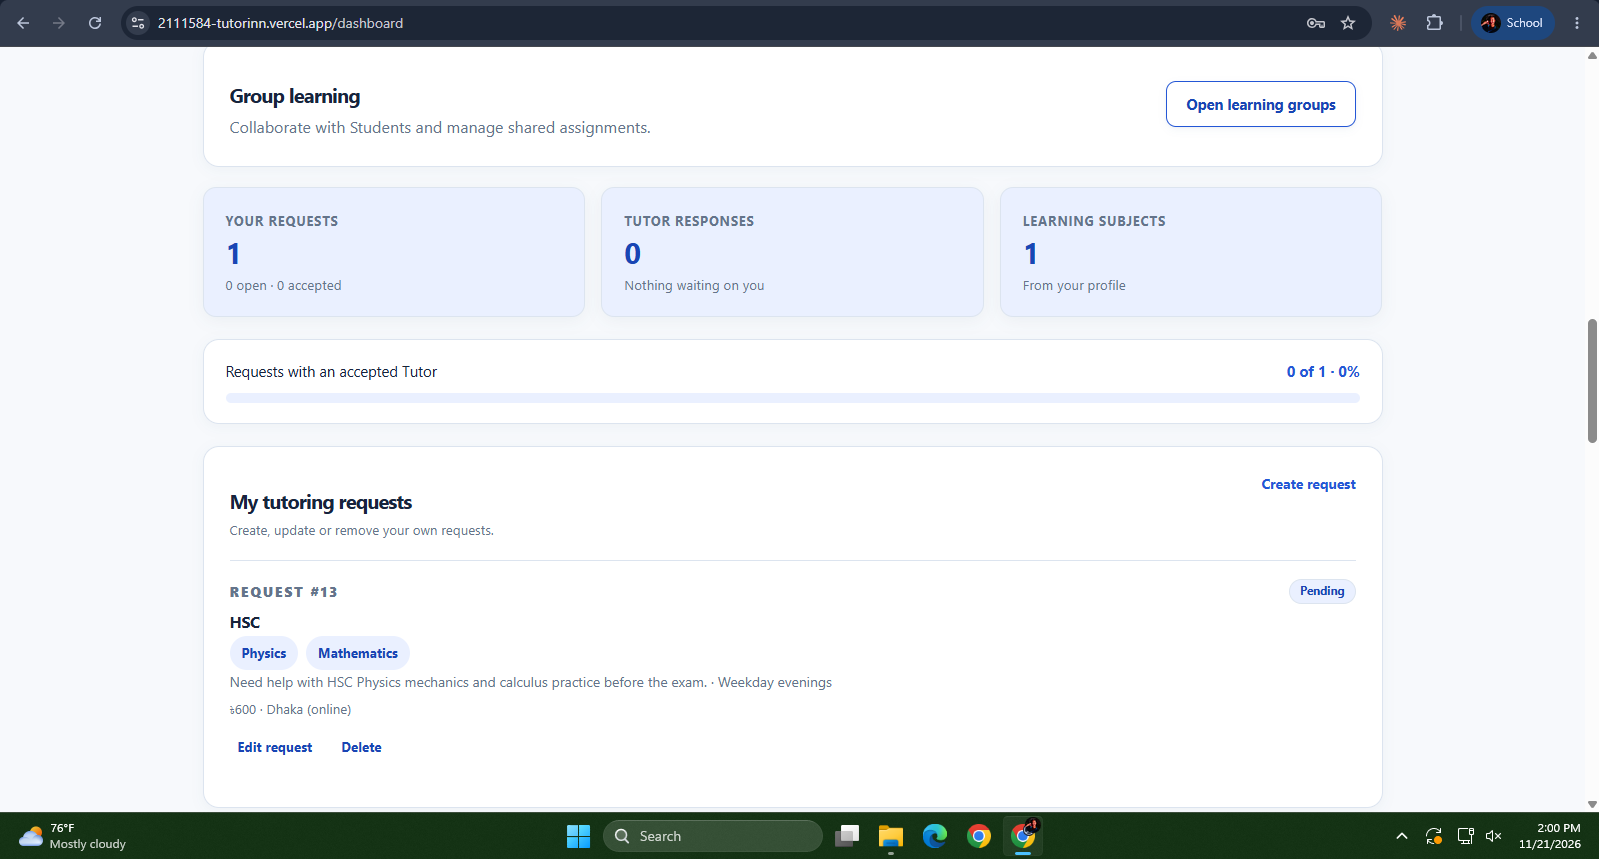 2111584-tutorinn.vercel.app/dashboard
School
Group learning
Open learning groups
Collaborate with Students and manage shared assignments.
YOUR REQUESTS
1
0 open · 0 accepted
TUTOR RESPONSES
0
Nothing waiting on you
LEARNING SUBJECTS
1
From your profile
Requests with an accepted Tutor
0 of 1 · 0%
My tutoring requests
Create request
Create, update or remove your own requests.
REQUEST #13
Pending
HSC
Physics
Mathematics
Need help with HSC Physics mechanics and calculus practice before the exam. · Weekday evenings
৳600 · Dhaka (online)
Edit request
Delete
76°F
Mostly cloudy
Search
2:00 PM
11/21/2026